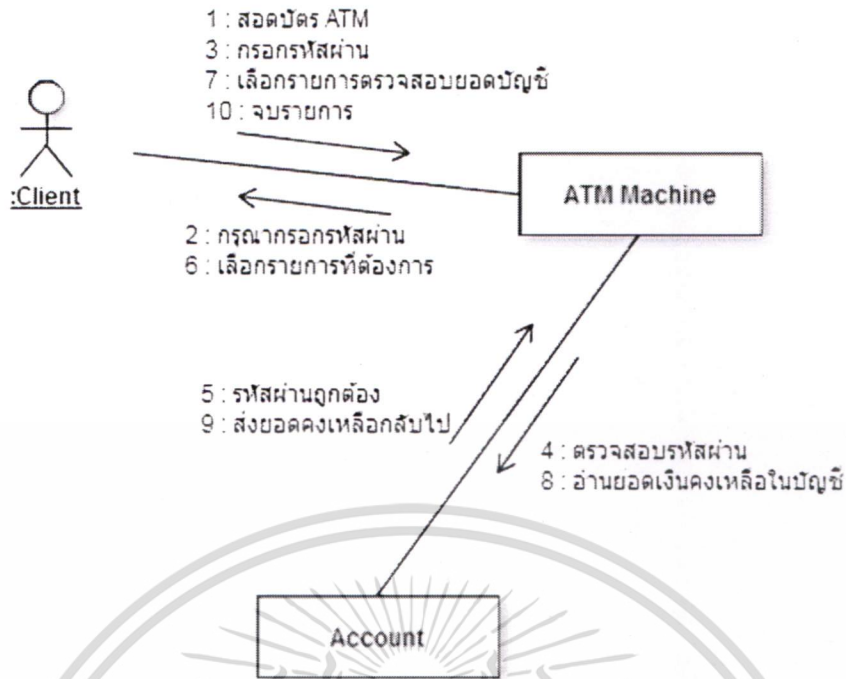 1 : สอดบัตร ATM
3 : กรอกรหัสผ่าน
7 : เลือกรายการตรวจสอบยอดบัญชี
10 : จบรายการ
:Client
ATM Machine
2 : กรุณากรอกรหัสผ่าน
6 : เลือกรายการที่ต้องการ
5 : รหัสผ่านถูกต้อง
9 : ส่งยอดคงเหลือกลับไป
4 : ตรวจสอบรหัสผ่าน
8 : อ่านยอดเงินคงเหลือในบัญชี
Account